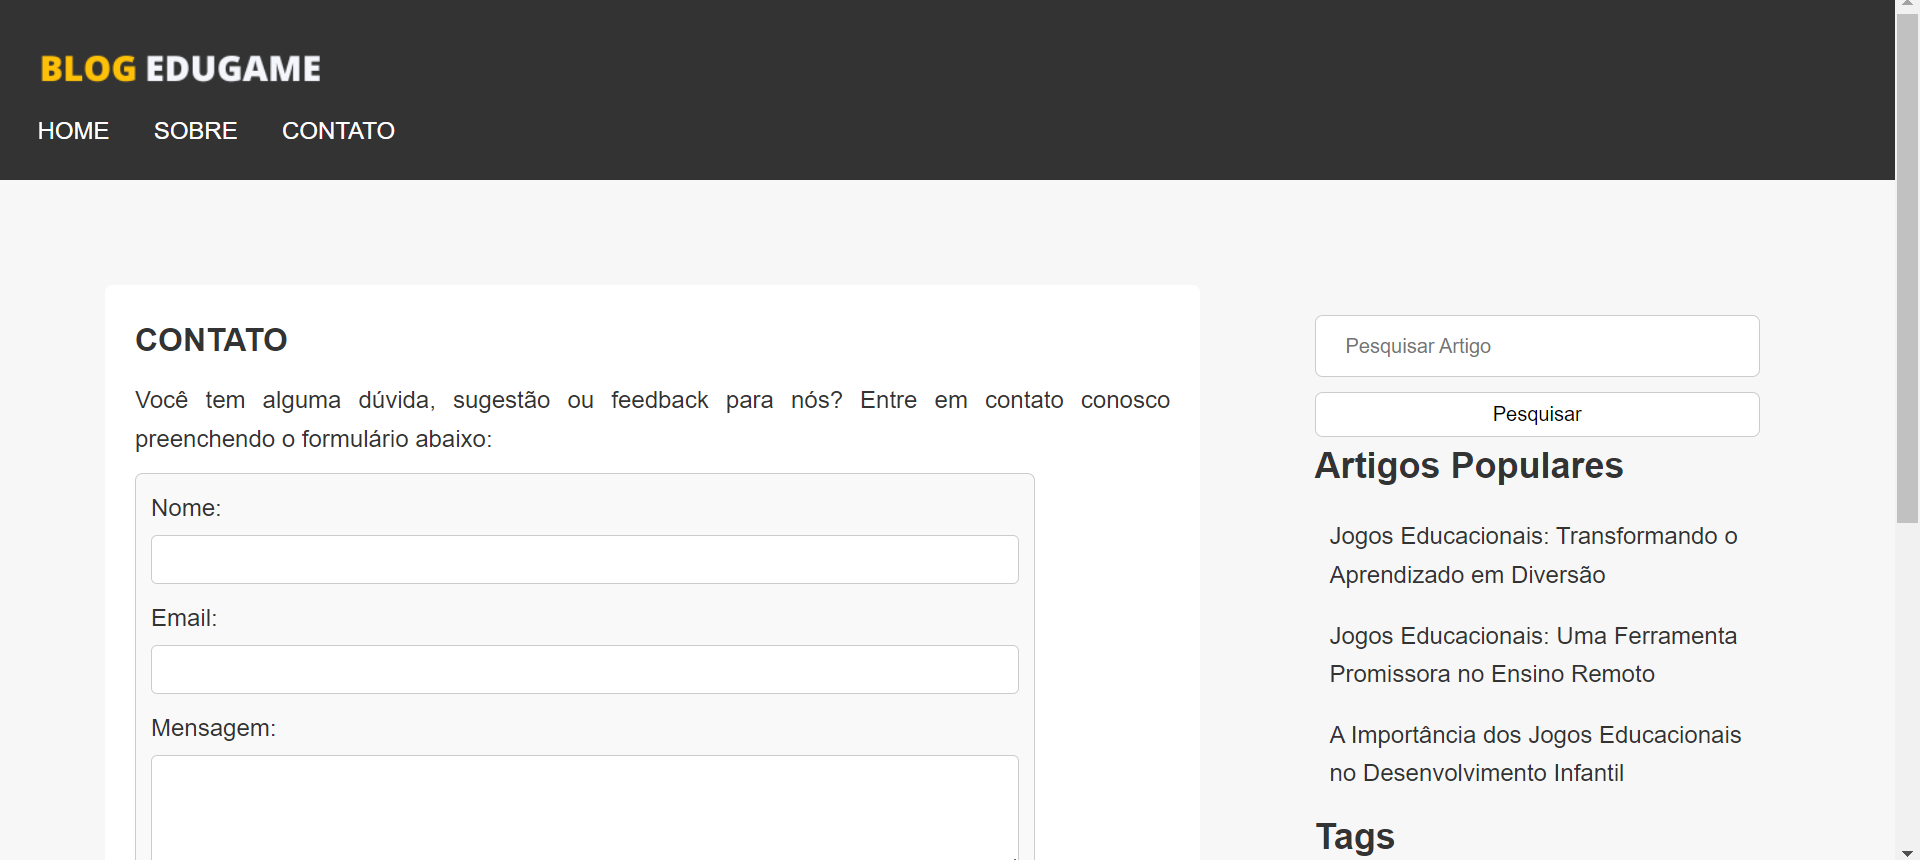 BLOG EDUGAME
HOME SOBRE CONTATO
CONTATO
Você tem alguma dúvida, sugestão ou feedback para nós? Entre em contato conosco
preenchendo o formulário abaixo:
Nome:
Email:
Mensagem:
Pesquisar Artigo
Pesquisar
Artigos Populares
Jogos Educacionais: Transformando o
Aprendizado em Diversão
Jogos Educacionais: Uma Ferramenta
Promissora no Ensino Remoto
A Importância dos Jogos Educacionais
no Desenvolvimento Infantil
Tags